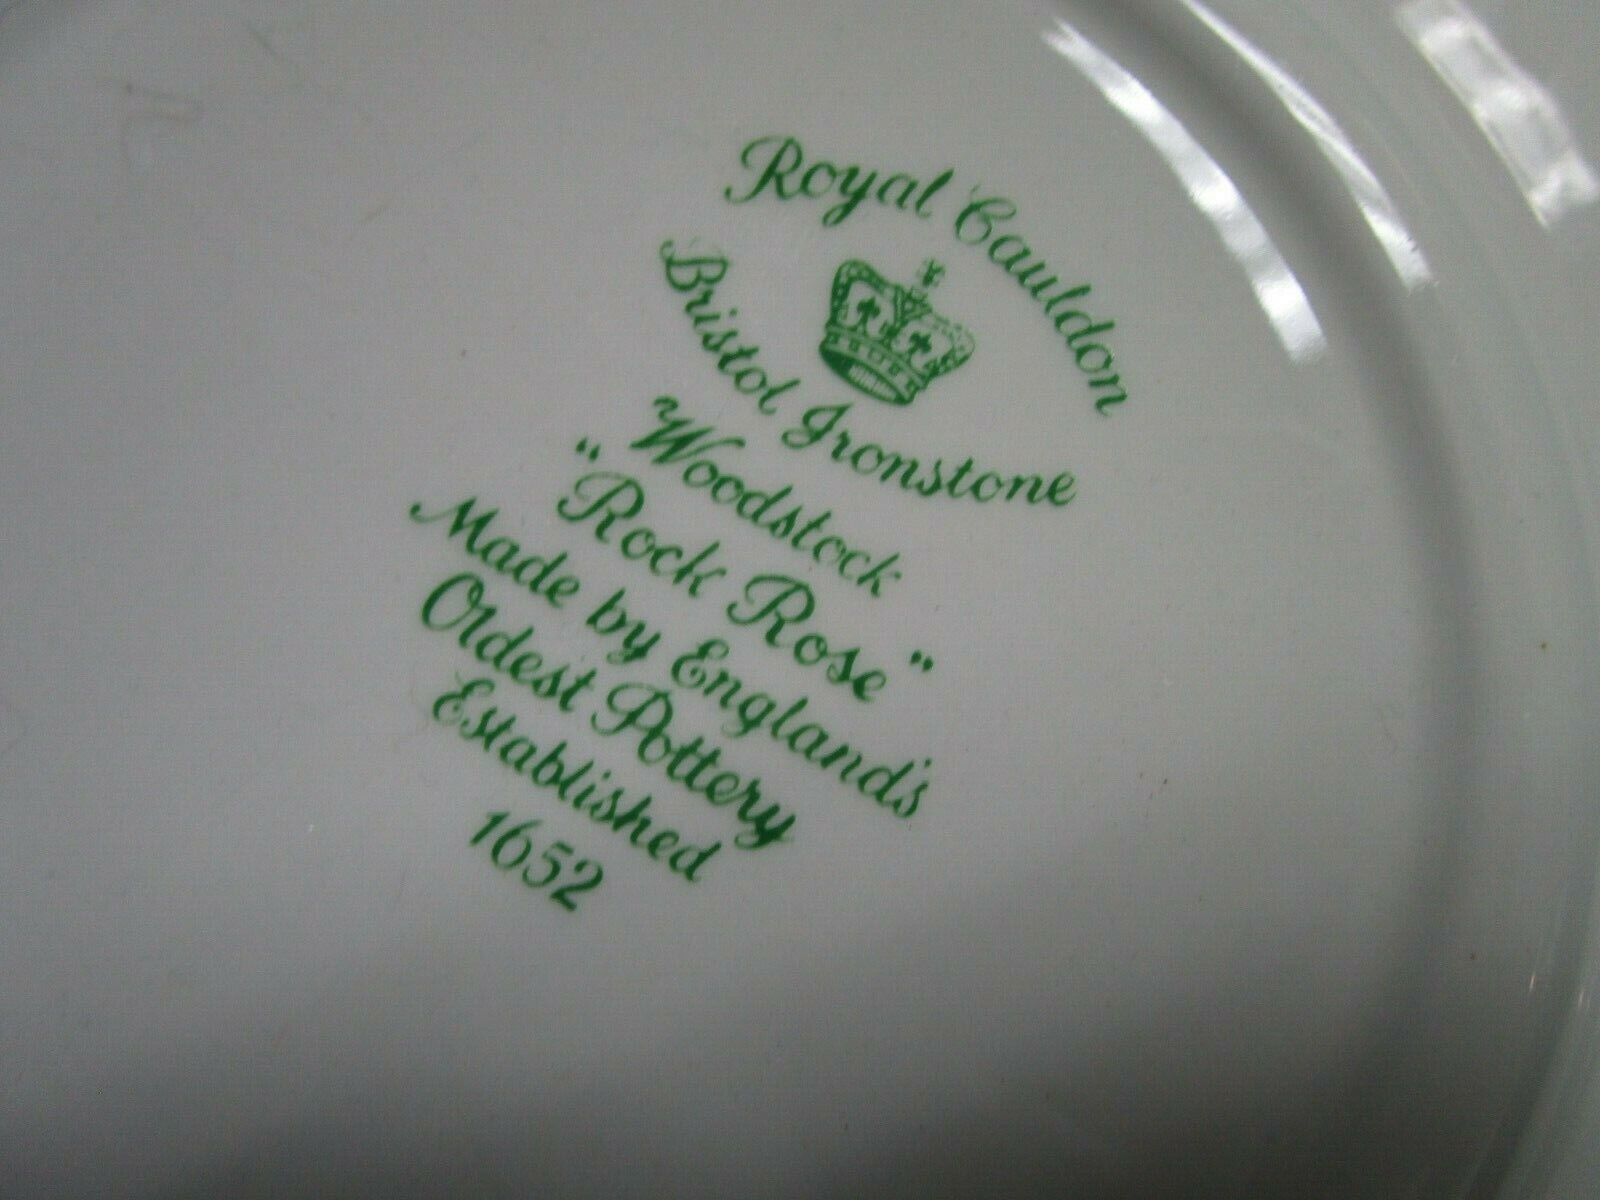 Royal Cauldon
Bristol Ironstone
Woodstock
"Rock Rose"
Made by England's
Oldest Pottery
Established
1652